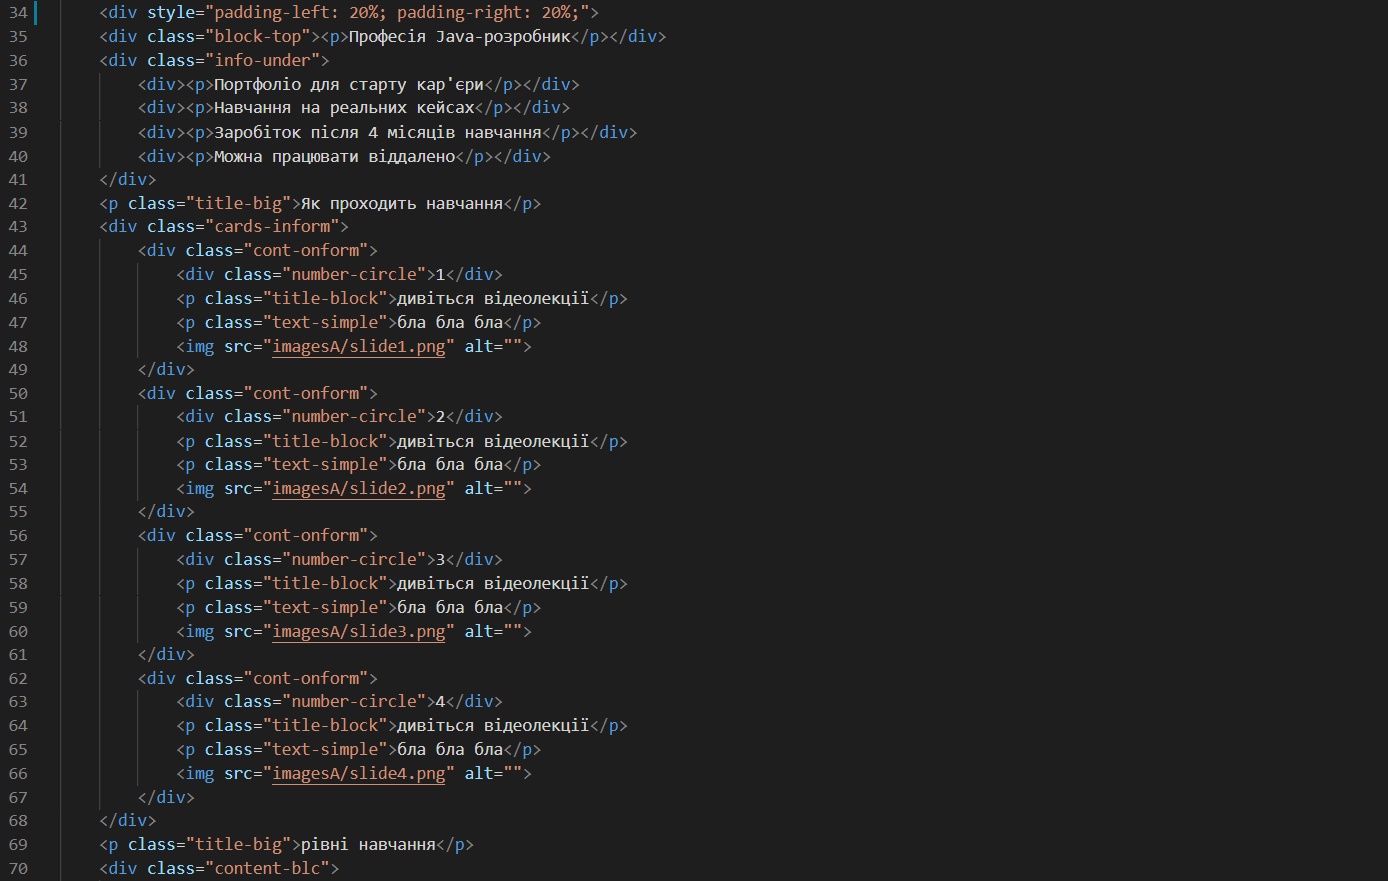 34 <div style="padding-left: 20%; padding-right: 20%;">
35 <div class="block-top"><p>Професія Java-розробник</p></div>
36 <div class="info-under">
37 <div><p>Портфоліо для старту кар'єри</p></div>
38 <div><p>Навчання на реальних кейсах</p></div>
39 <div><p>Заробіток після 4 місяців навчання</p></div>
40 <div><p>Можна працювати віддалено</p></div>
41 </div>
42 <p class="title-big">Як проходить навчання</p>
43 <div class="cards-inform">
44 <div class="cont-onform">
45 <div class="number-circle">1</div>
46 <p class="title-block">дивіться відеолекції</p>
47 <p class="text-simple">бла бла бла</p>
48 <img src="imagesA/slide1.png" alt="">
49 </div>
50 <div class="cont-onform">
51 <div class="number-circle">2</div>
52 <p class="title-block">дивіться відеолекції</p>
53 <p class="text-simple">бла бла бла</p>
54 <img src="imagesA/slide2.png" alt="">
55 </div>
56 <div class="cont-onform">
57 <div class="number-circle">3</div>
58 <p class="title-block">дивіться відеолекції</p>
59 <p class="text-simple">бла бла бла</p>
60 <img src="imagesA/slide3.png" alt="">
61 </div>
62 <div class="cont-onform">
63 <div class="number-circle">4</div>
64 <p class="title-block">дивіться відеолекції</p>
65 <p class="text-simple">бла бла бла</p>
66 <img src="imagesA/slide4.png" alt="">
67 </div>
68 </div>
69 <p class="title-big">рівні навчання</p>
70 <div class="content-blc">